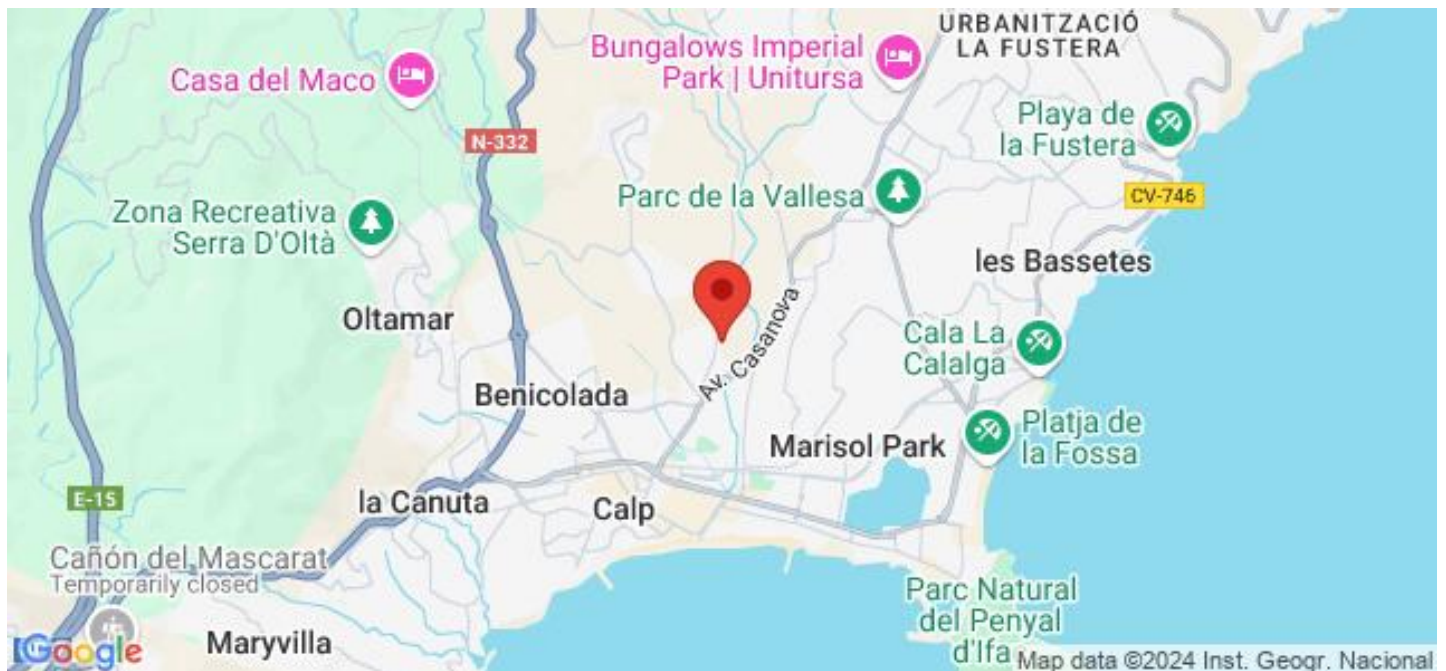 URBANITZACIÓ
LA FUSTERA
Bungalows Imperial
Park | Unitursa
Casa del Maco
Playa de
la Fustera
N-332
Parc de la Vallesa
CV-746
Zona Recreativa
Serra D'Oltà
les Bassetes
Oltamar
Av. Casanova
Cala La
Calalga
Benicolada
Platja de
la Fossa
Marisol Park
E-15
la Canuta
Calp
Cañón del Mascarat
Temporarily closed
Parc Natural
del Penyal
d'Ifa
Maryvilla
Google
Map data ©2024 Inst. Geogr. Nacional